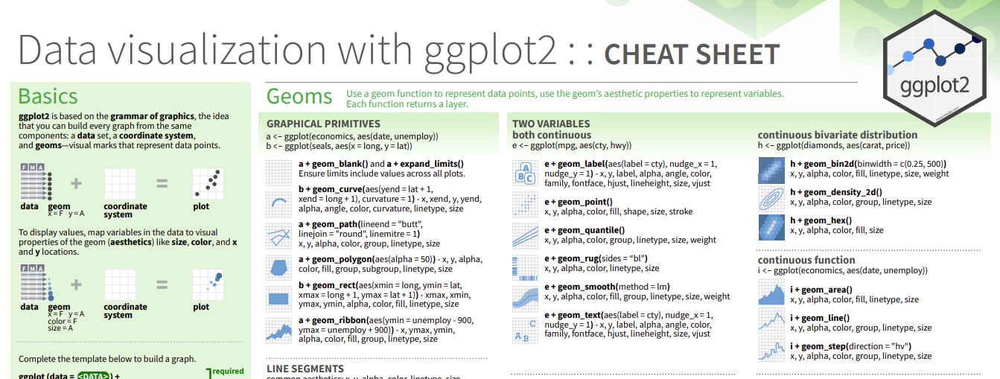 Data visualization with ggplot2 : : CHEAT SHEET
ggplot2
Basics
ggplot2 is based on the grammar of graphics, the idea
that you can build every graph from the same
components: a data set, a coordinate system,
and geoms—visual marks that represent data points.
F M A
+
=
data
geom
x = F · y = A
coordinate
system
plot
To display values, map variables in the data to visual
properties of the geom (aesthetics) like size, color, and x
and y locations.
F M A
+
=
data
geom
x = F · y = A
color = F
size = A
coordinate
system
plot
Complete the template below to build a graph.
required
ggplot (data = <DATA>) +
Geoms
Use a geom function to represent data points, use the geom’s aesthetic properties to represent variables.
Each function returns a layer.
GRAPHICAL PRIMITIVES
a <- ggplot(economics, aes(date, unemploy))
b <- ggplot(seals, aes(x = long, y = lat))
a + geom_blank() and a + expand_limits()
Ensure limits include values across all plots.
b + geom_curve(aes(yend = lat + 1,
xend = long + 1), curvature = 1) - x, xend, y, yend,
alpha, angle, color, curvature, linetype, size
a + geom_path(lineend = "butt",
linejoin = "round", linemitre = 1)
x, y, alpha, color, group, linetype, size
a + geom_polygon(aes(alpha = 50)) - x, y, alpha,
color, fill, group, subgroup, linetype, size
b + geom_rect(aes(xmin = long, ymin = lat,
xmax = long + 1, ymax = lat + 1)) - xmax, xmin,
ymax, ymin, alpha, color, fill, linetype, size
a + geom_ribbon(aes(ymin = unemploy - 900,
ymax = unemploy + 900)) - x, ymax, ymin,
alpha, color, fill, group, linetype, size
LINE SEGMENTS
common aesthetics: x, y, alpha, color, linetype, size
TWO VARIABLES
both continuous
e <- ggplot(mpg, aes(cty, hwy))
A B C
e + geom_label(aes(label = cty), nudge_x = 1,
nudge_y = 1) - x, y, label, alpha, angle, color,
family, fontface, hjust, lineheight, size, vjust
e + geom_point()
x, y, alpha, color, fill, shape, size, stroke
e + geom_quantile()
x, y, alpha, color, group, linetype, size, weight
e + geom_rug(sides = "bl")
x, y, alpha, color, linetype, size
e + geom_smooth(method = lm)
x, y, alpha, color, fill, group, linetype, size, weight
A B C
e + geom_text(aes(label = cty), nudge_x = 1,
nudge_y = 1) - x, y, label, alpha, angle, color,
family, fontface, hjust, lineheight, size, vjust
continuous bivariate distribution
h <- ggplot(diamonds, aes(carat, price))
h + geom_bin2d(binwidth = c(0.25, 500))
x, y, alpha, color, fill, linetype, size, weight
h + geom_density_2d()
x, y, alpha, color, group, linetype, size
h + geom_hex()
x, y, alpha, color, fill, size
continuous function
i <- ggplot(economics, aes(date, unemploy))
i + geom_area()
x, y, alpha, color, fill, linetype, size
i + geom_line()
x, y, alpha, color, group, linetype, size
i + geom_step(direction = "hv")
x, y, alpha, color, group, linetype, size